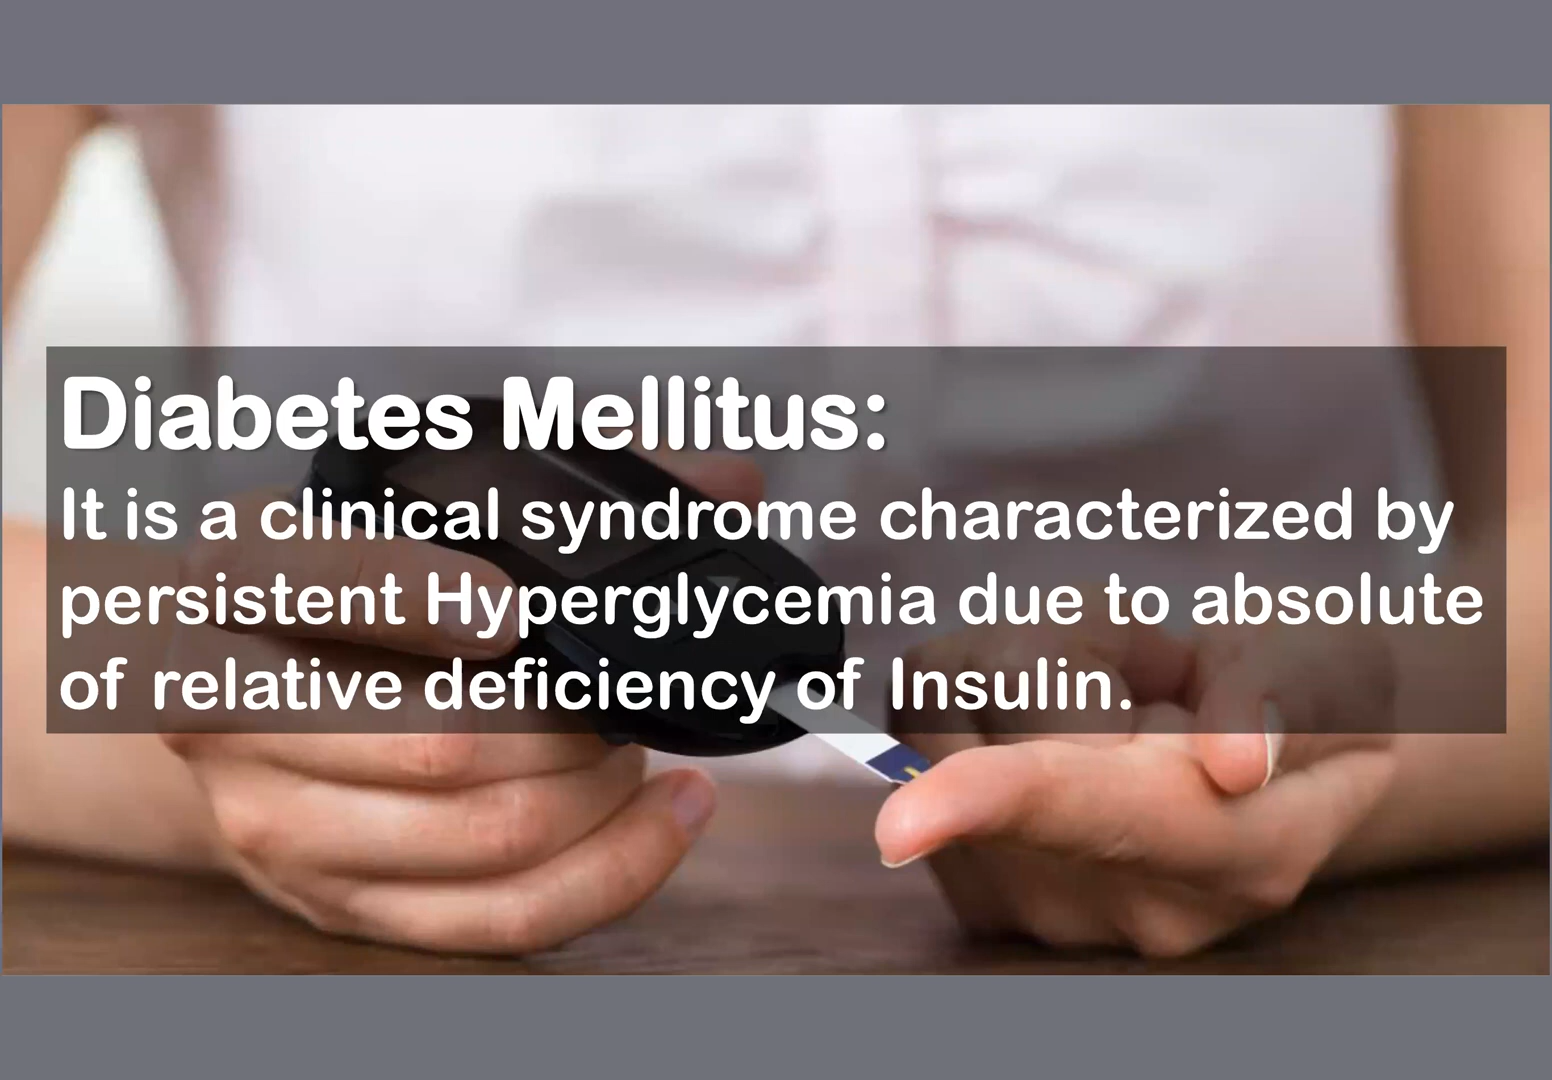 Diabetes Mellitus:
It is a clinical syndrome characterized by
persistent Hyperglycemia due to absolute
of relative deficiency of Insulin.